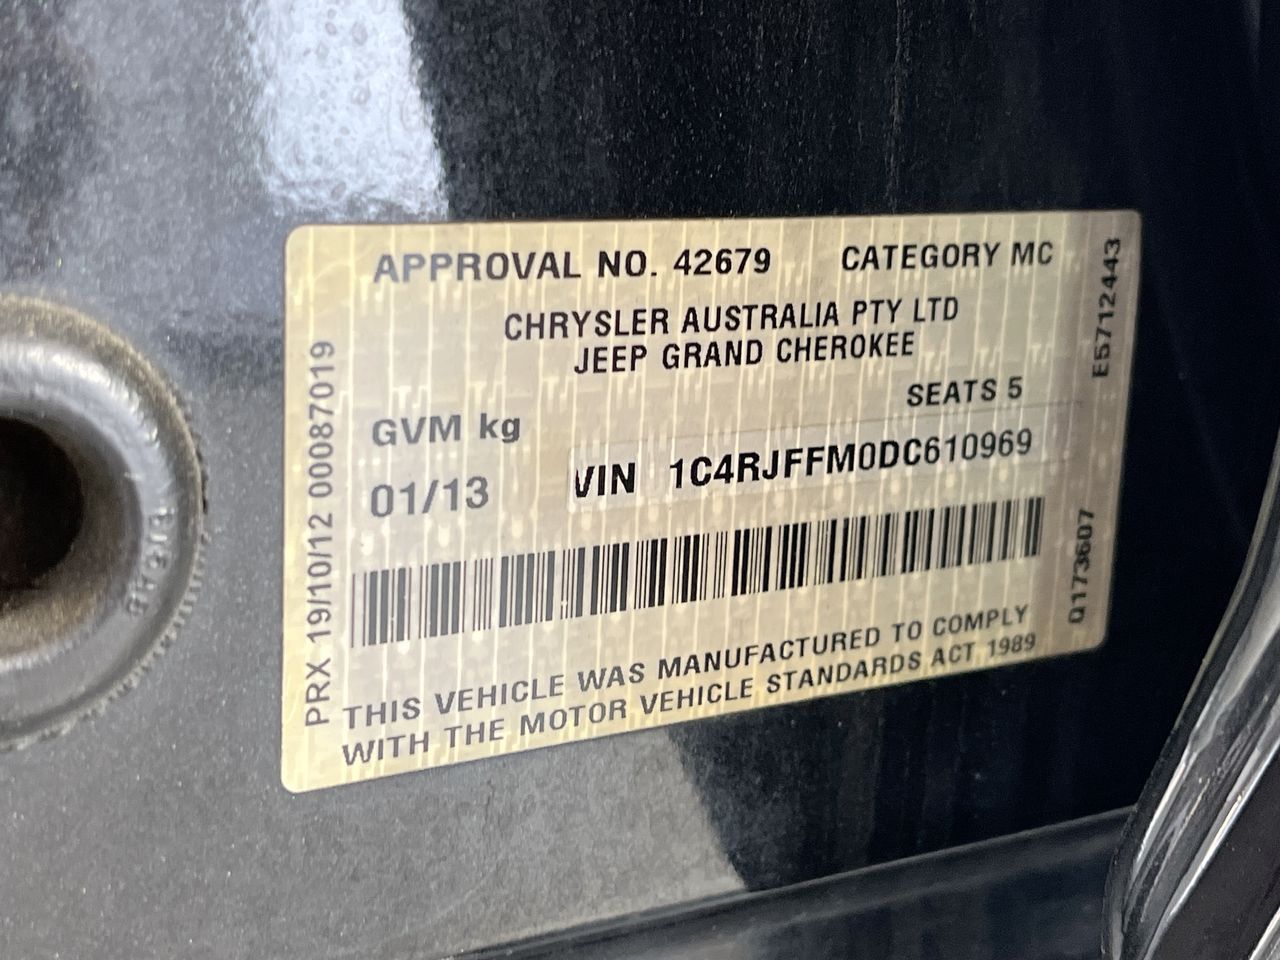 APPROVAL NO. 42679 CATEGORY MC
CHRYSLER AUSTRALIA PTY LTD
JEEP GRAND CHEROKEE
SEATS 5
GVM kg
01/13
VIN 1C4RJFFM0DC610969
THIS VEHICLE WAS MANUFACTURED TO COMPLY
WITH THE MOTOR VEHICLE STANDARDS ACT 1989
PRX 19/10/12 00087019
E5712443
Q173607